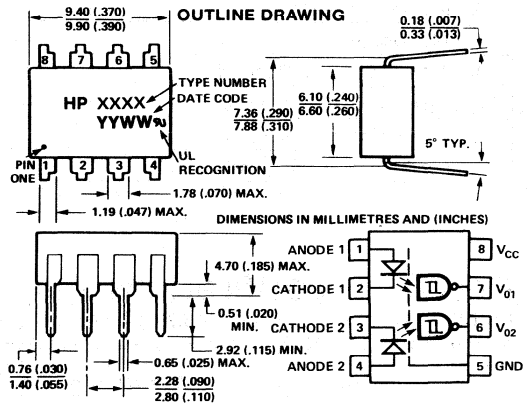 9.40 (.370)
9.90 (.390)
OUTLINE DRAWING
0.18 (.007)
0.33 (.013)
8 7 6 5
TYPE NUMBER
DATE CODE
HP XXXX
YYWW
UL
RECOGNITION
PIN
ONE
1 2 3 4
7.36 (.290)
7.88 (.310)
6.10 (.240)
6.60 (.260)
5° TYP.
1.78 (.070) MAX.
1.19 (.047) MAX.
DIMENSIONS IN MILLIMETRES AND (INCHES)
4.70 (.185) MAX.
0.51 (.020)
MIN.
2.92 (.115) MIN.
0.76 (.030)
1.40 (.055)
0.65 (.025) MAX.
2.28 (.090)
2.80 (.110)
ANODE 1 1
8 VCC
CATHODE 1 2
7 V01
CATHODE 2 3
6 V02
ANODE 2 4
5 GND